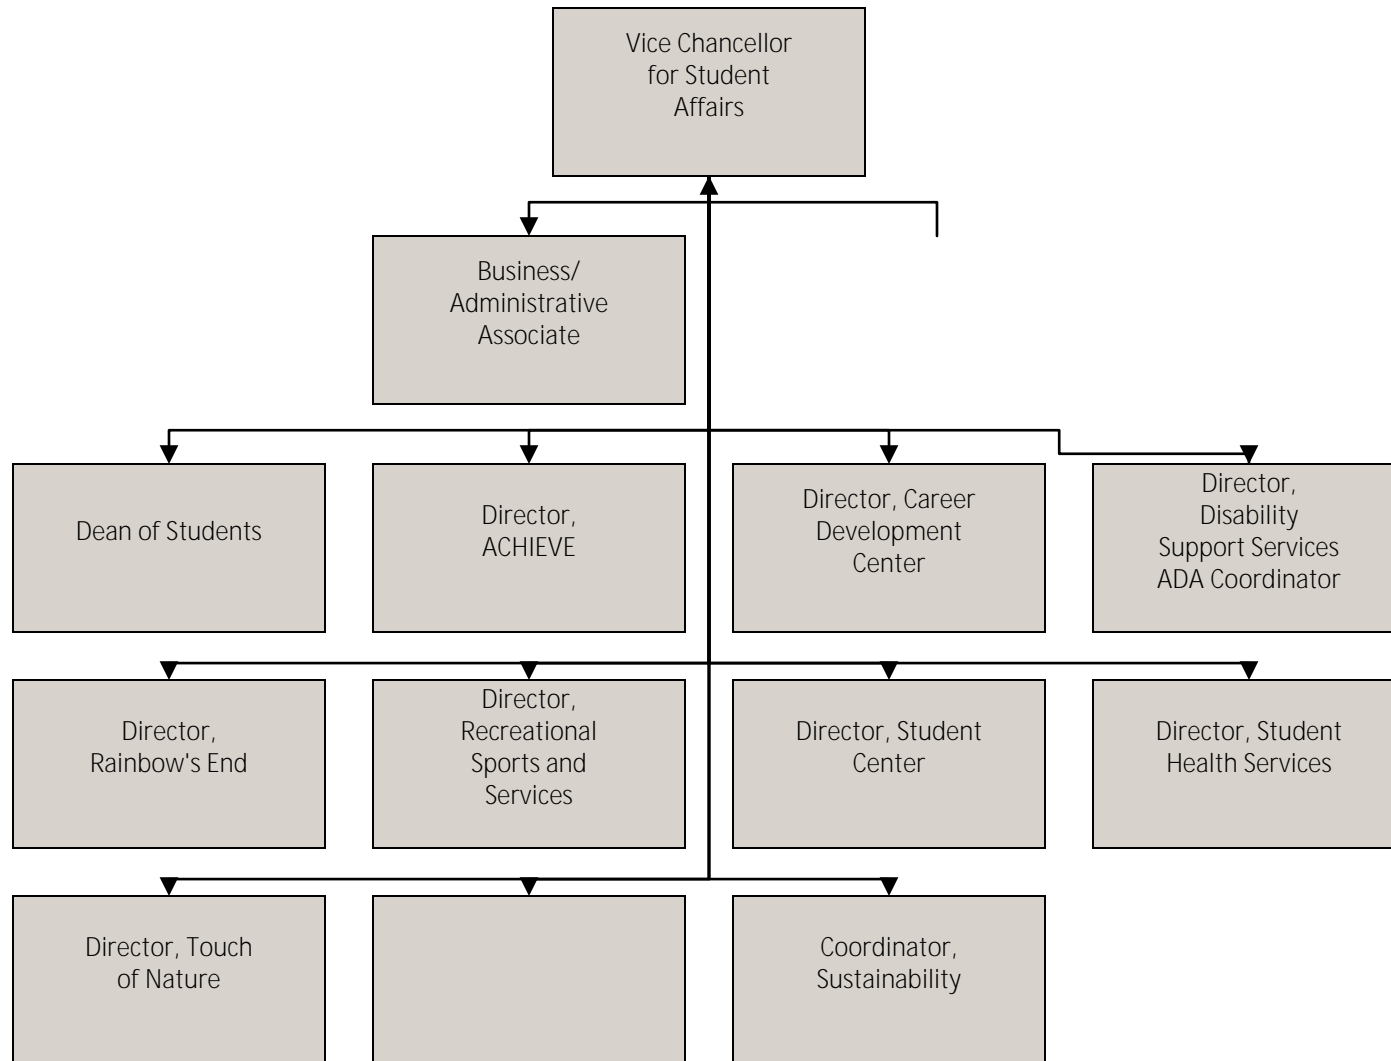 Vice Chancellor
for Student
Affairs
Business/
Administrative
Associate
Dean of Students
Director,
ACHIEVE
Director, Career
Development
Center
Director,
Disability
Support Services
ADA Coordinator
Director,
Rainbow's End
Director,
Recreational
Sports and
Services
Director, Student
Center
Director, Student
Health Services
Director, Touch
of Nature
Coordinator,
Sustainability